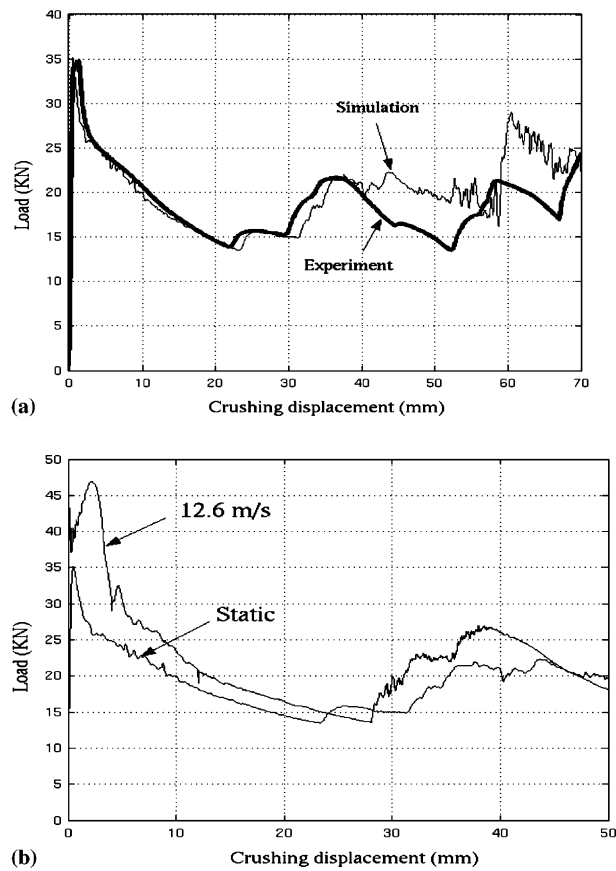 40
35
30
25
20
15
10
5
0
Load (KN)
Simulation
Experiment
0 10 20 30 40 50 60 70
(a)
Crushing displacement (mm)
50
45
40
35
30
25
20
15
10
5
0
Load (KN)
12.6 m/s
Static
0 10 20 30 40 50
(b)
Crushing displacement (mm)